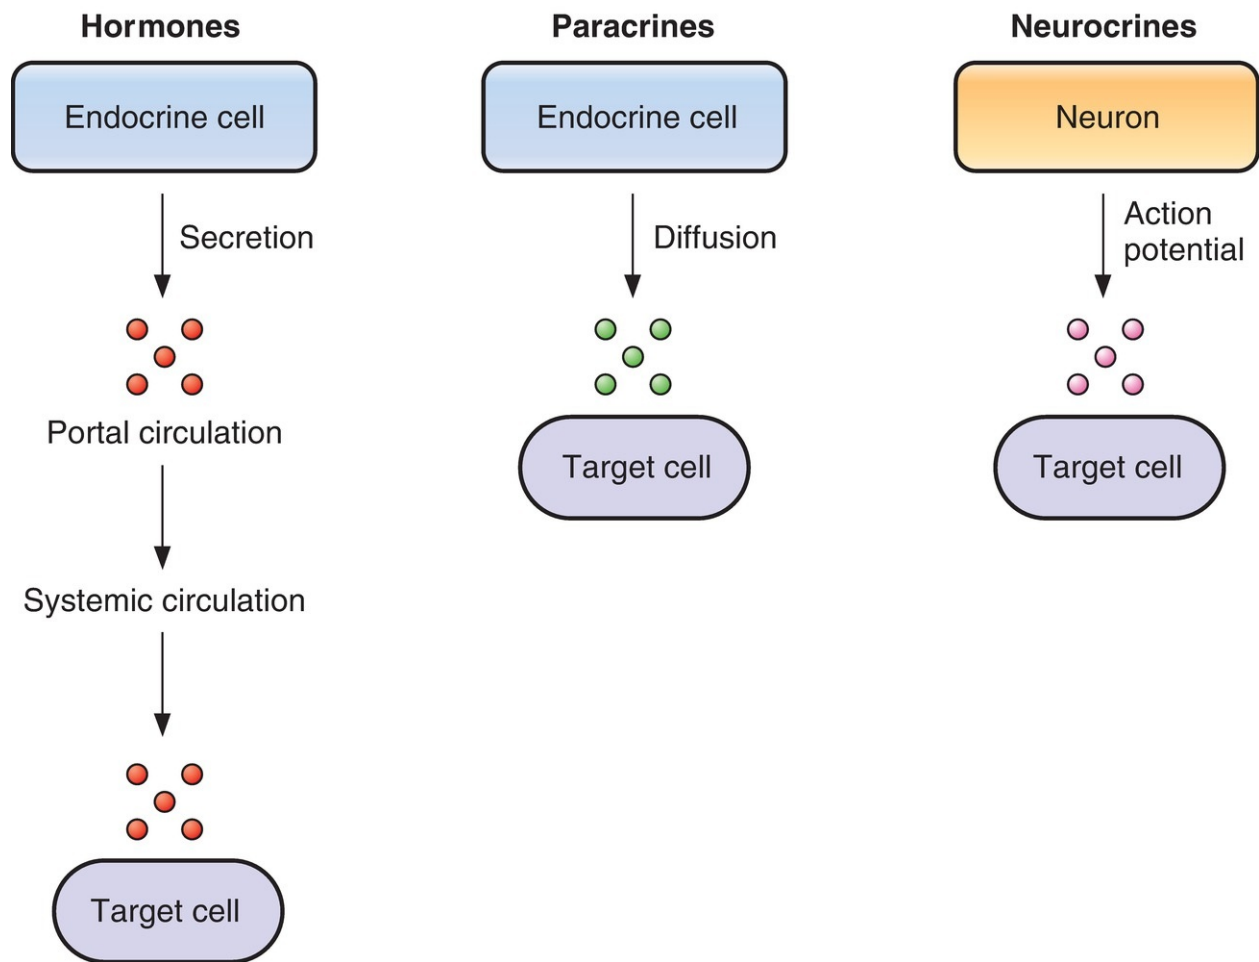 Hormones
Endocrine cell
Secretion
Portal circulation
Systemic circulation
Target cell
Paracrines
Endocrine cell
Diffusion
Target cell
Neurocrines
Neuron
Action
potential
Target cell